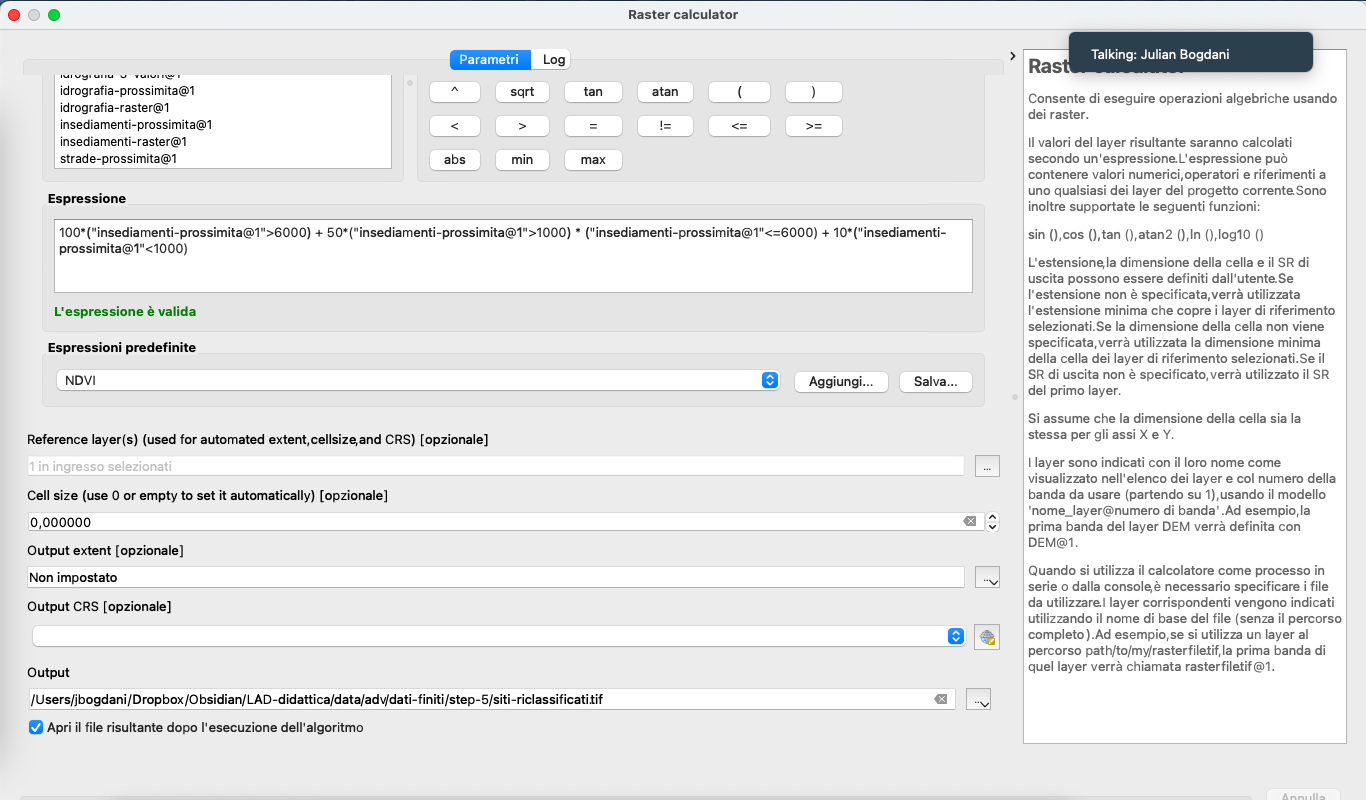 Raster calculator
Talking: Julian Bogdani
Parametri
Log
idrografia-5-valori@1
idrografia-prossimita@1
idrografia-raster@1
insediamenti-prossimita@1
insediamenti-raster@1
strade-prossimita@1
^ sqrt tan atan ( )
< > = != <= >=
abs min max
Espressione
100*("insediamenti-prossimita@1">6000) + 50*("insediamenti-prossimita@1">1000) * ("insediamenti-prossimita@1"<=6000) + 10*("insediamenti-
prossimita@1"<1000)
L'espressione è valida
Espressioni predefinite
NDVI
Aggiungi...
Salva...
Reference layer(s) (used for automated extent,cellsize,and CRS) [opzionale]
1 in ingresso selezionati
...
Cell size (use 0 or empty to set it automatically) [opzionale]
0,000000
Output extent [opzionale]
Non impostato
...
Output CRS [opzionale]
Output
/Users/jbogdani/Dropbox/Obsidian/LAD-didattica/data/adv/dati-finiti/step-5/siti-riclassificati.tif
...
Apri il file risultante dopo l'esecuzione dell'algoritmo
Raster calculator
Consente di eseguire operazioni algebriche usando
dei raster.
Il valori del layer risultante saranno calcolati
secondo un'espressione.L'espressione può
contenere valori numerici,operatori e riferimenti a
uno qualsiasi dei layer del progetto corrente.Sono
inoltre supportate le seguenti funzioni:
sin (),cos (),tan (),atan2 (),ln (),log10 ()
L'estensione,la dimensione della cella e il SR di
uscita possono essere definiti dall'utente.Se
l'estensione non è specificata,verrà utilizzata
l'estensione minima che copre i layer di riferimento
selezionati.Se la dimensione della cella non viene
specificata,verrà utilizzata la dimensione minima
della cella dei layer di riferimento selezionati.Se il
SR di uscita non è specificato,verrà utilizzato il SR
del primo layer.
Si assume che la dimensione della cella sia la
stessa per gli assi X e Y.
I layer sono indicati con il loro nome come
visualizzato nell'elenco dei layer e col numero della
banda da usare (partendo su 1),usando il modello
'nome_layer@numero di banda'.Ad esempio,la
prima banda del layer DEM verrà definita con
DEM@1.
Quando si utilizza il calcolatore come processo in
serie o dalla console,è necessario specificare i file
da utilizzare.I layer corrispondenti vengono indicati
utilizzando il nome di base del file (senza il percorso
completo).Ad esempio,se si utilizza un layer al
percorso path/to/my/rasterfile.tif,la prima banda di
quel layer verrà chiamata rasterfile.tif@1.
Annulla